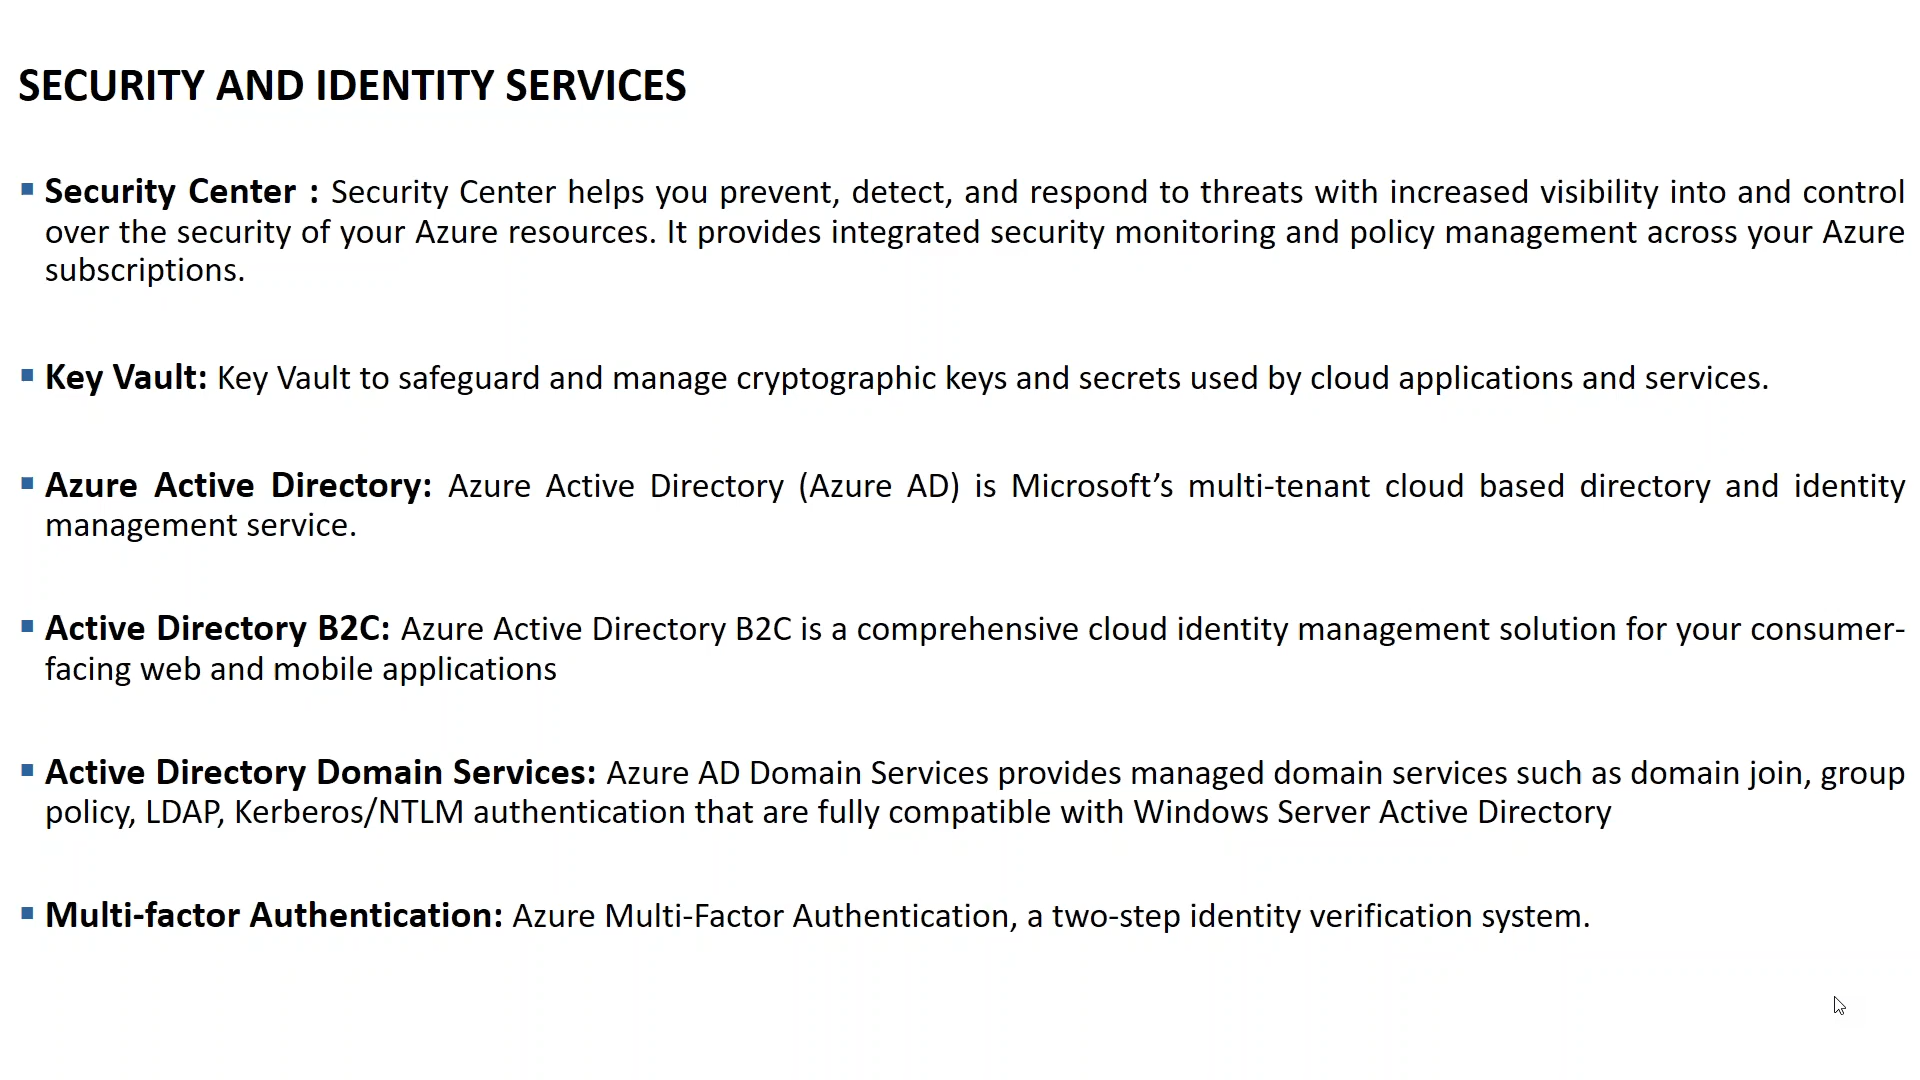 SECURITY AND IDENTITY SERVICES
▪ Security Center : Security Center helps you prevent, detect, and respond to threats with increased visibility into and control
over the security of your Azure resources. It provides integrated security monitoring and policy management across your Azure
subscriptions.
▪ Key Vault: Key Vault to safeguard and manage cryptographic keys and secrets used by cloud applications and services.
▪ Azure Active Directory: Azure Active Directory (Azure AD) is Microsoft’s multi-tenant cloud based directory and identity
management service.
▪ Active Directory B2C: Azure Active Directory B2C is a comprehensive cloud identity management solution for your consumer-
facing web and mobile applications
▪ Active Directory Domain Services: Azure AD Domain Services provides managed domain services such as domain join, group
policy, LDAP, Kerberos/NTLM authentication that are fully compatible with Windows Server Active Directory
▪ Multi-factor Authentication: Azure Multi-Factor Authentication, a two-step identity verification system.